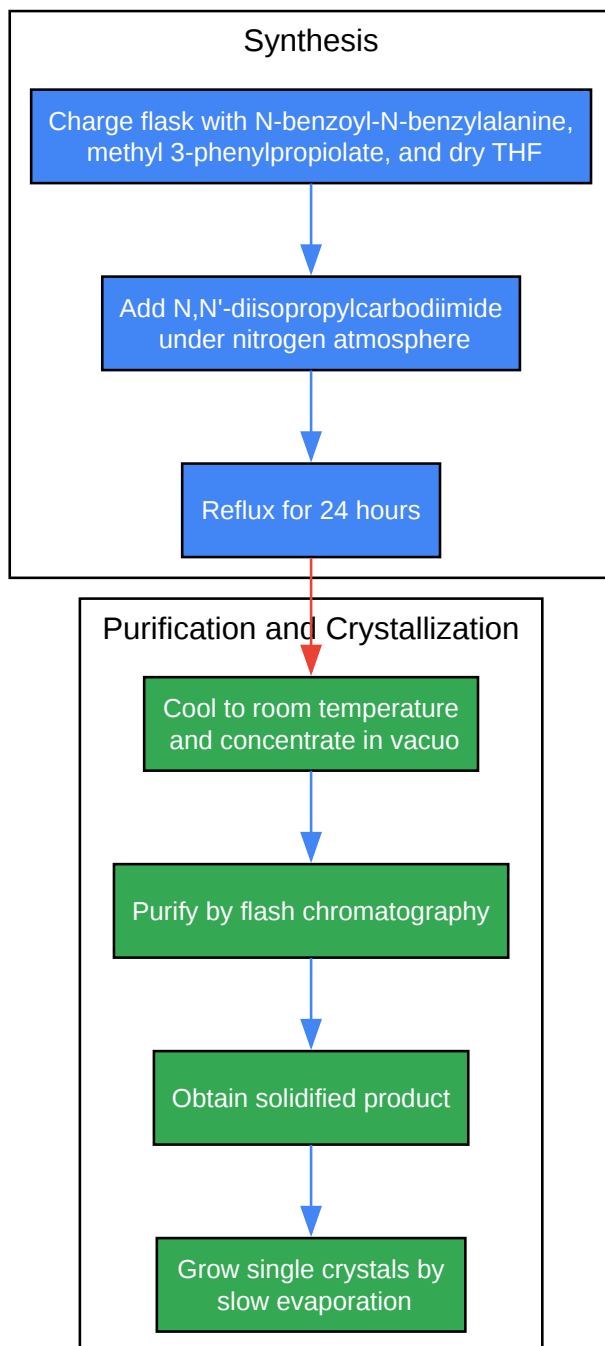 Synthesis
Charge flask with N-benzoyl-N-benzylalanine,
methyl 3-phenylpropiolate, and dry THF
Add N,N'-diisopropylcarbodiimide
under nitrogen atmosphere
Reflux for 24 hours
Purification and Crystallization
Cool to room temperature
and concentrate in vacuo
Purify by flash chromatography
Obtain solidified product
Grow single crystals by
slow evaporation